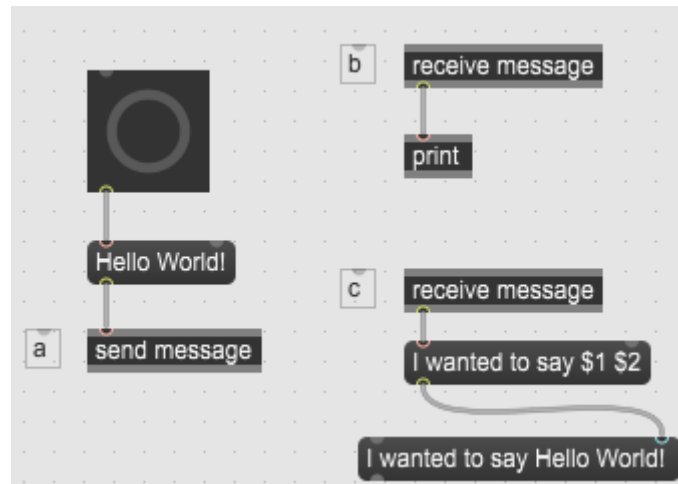 Hello World!
a
send message
b
receive message
print
c
receive message
I wanted to say $1 $2
I wanted to say Hello World!